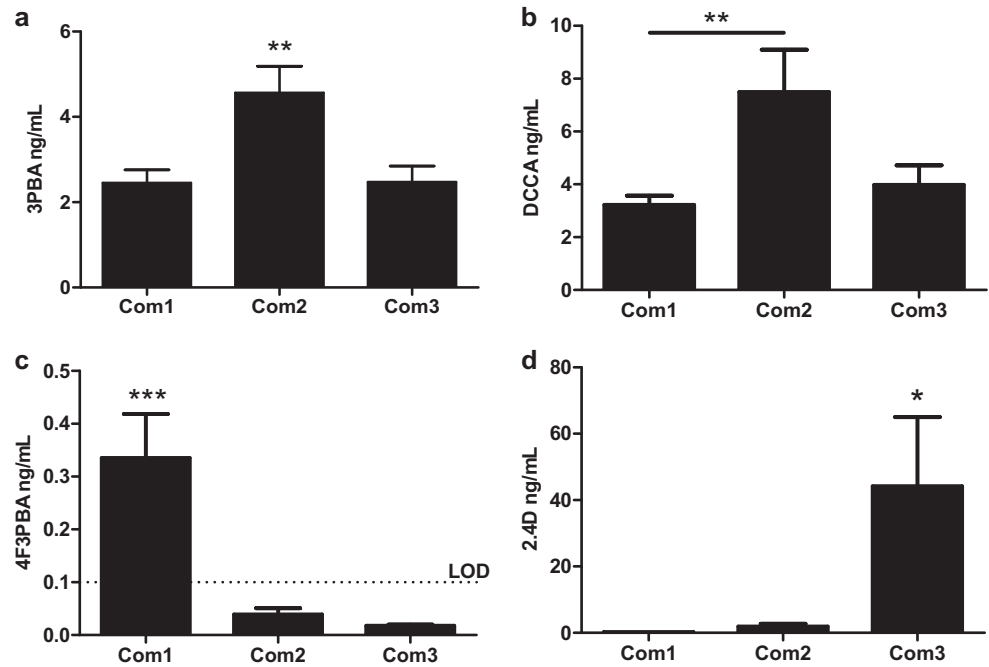 a
6
4
2
0
3PBA ng/mL
**
Com1 Com2 Com3
b
10
8
6
4
2
0
DCCA ng/mL
**
Com1 Com2 Com3
c
0.5
0.4
0.3
0.2
0.1
0.0
4F3PBA ng/mL
***
LOD
Com1 Com2 Com3
d
80
60
40
20
0
2.4D ng/mL
*
Com1 Com2 Com3